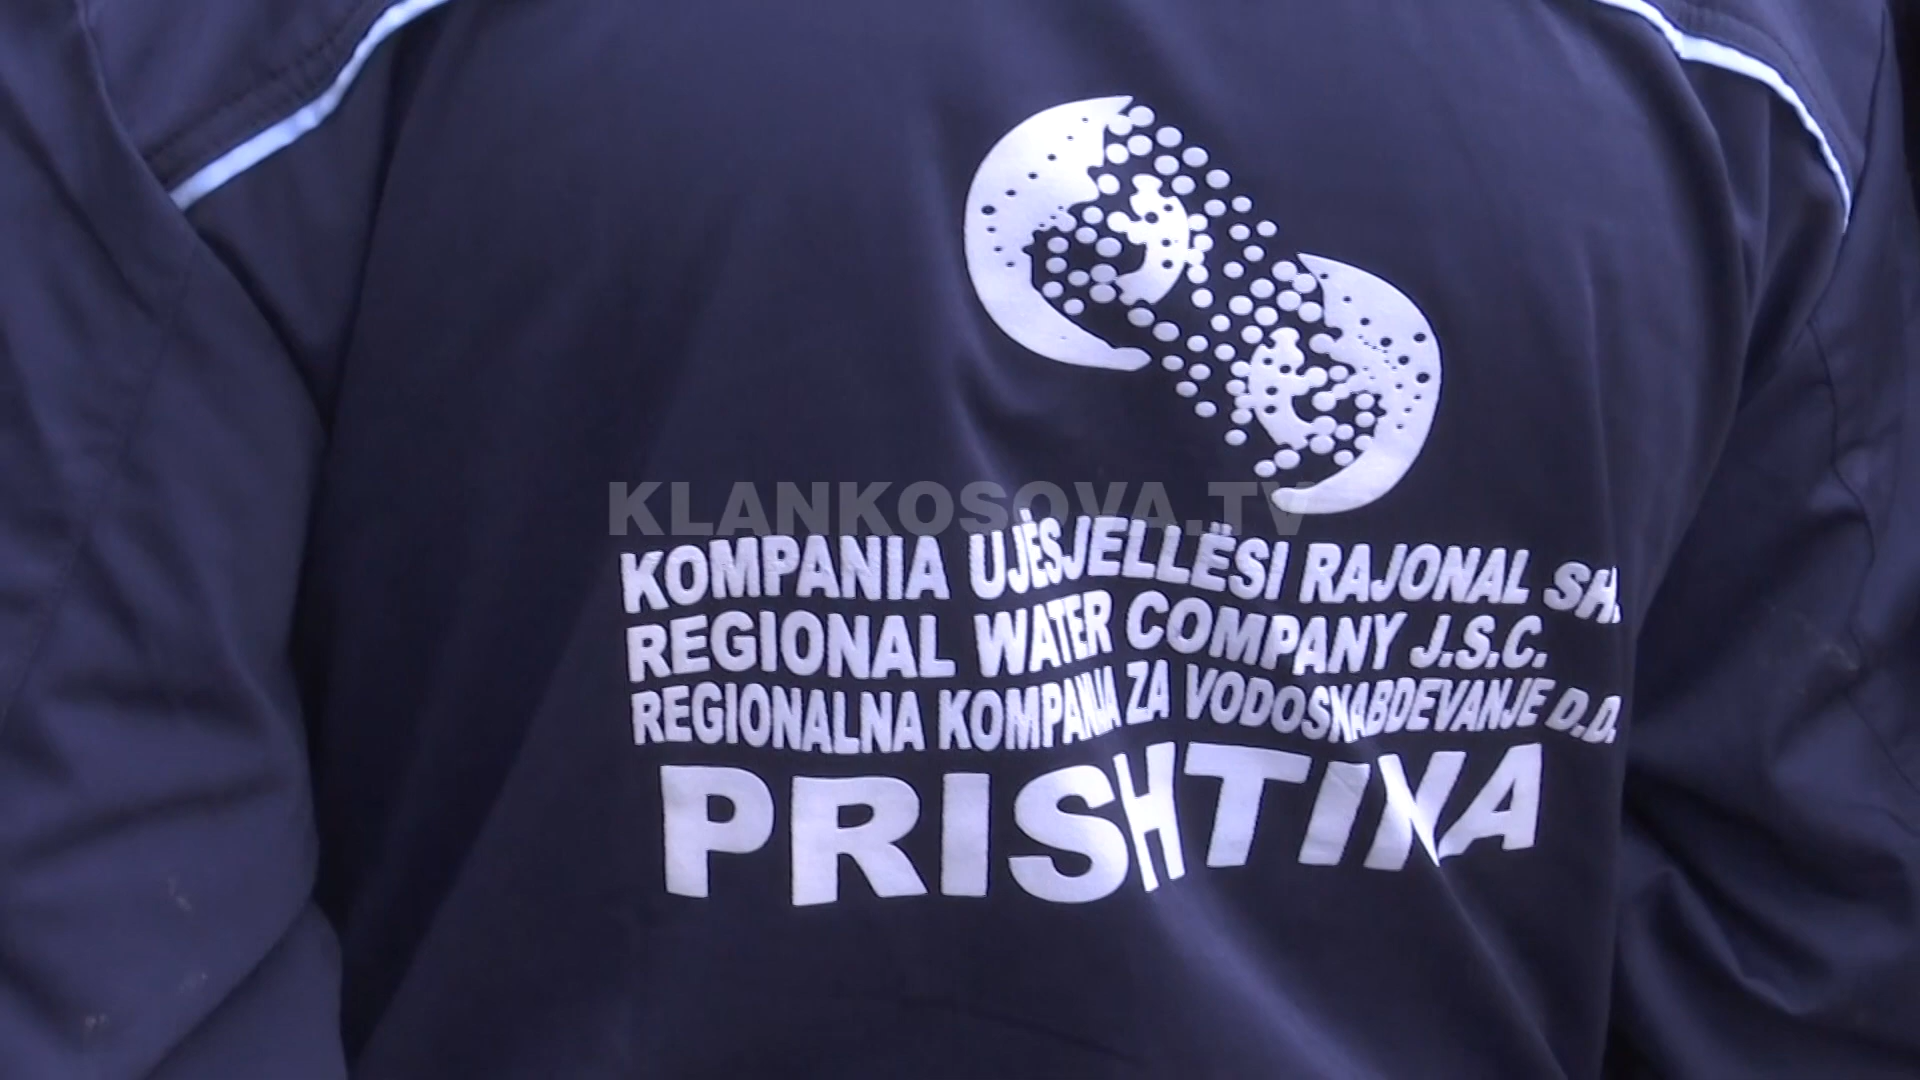 KLANKOSOVA.TV
KOMPANIA UJËSJELLËSI RAJONAL SH.
REGIONAL WATER COMPANY J.S.C.
REGIONALNA KOMPANIJA ZA VODOSNABDEVANJE D.D.
PRISHTINA